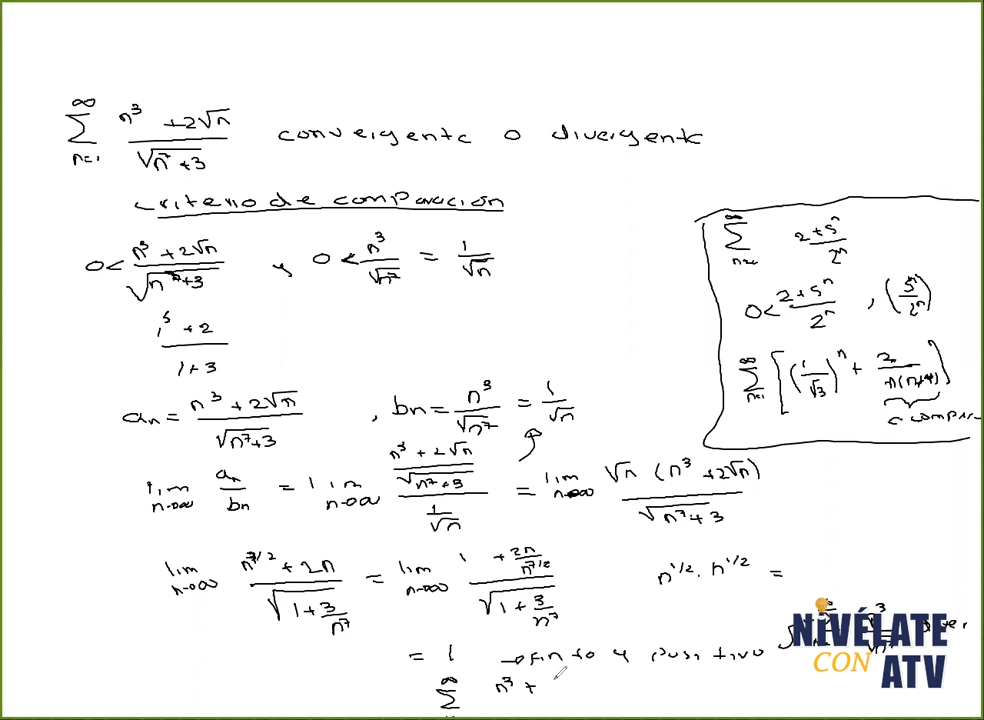 ∞
Σ n³ + 2√n / √n⁷ + 3 convergente o divergente
n=1
criterio de comparación
0 < n³ + 2√n / √n⁷ + 3 y 0 < n³ / √n⁷ = 1 / √n
1³ + 2 / 1 + 3
an = n³ + 2√n / √n⁷ + 3 , bn = n³ / √n⁷ = 1 / √n
lim n→∞ an / bn = lim n→∞ n³ + 2√n / √n⁷ + 3 / 1 / √n = lim n→∞ √n (n³ + 2√n) / √n⁷ + 3
lim n→∞ n^7/2 + 2n / √1 + 3/n⁷ = lim n→∞ 1 + 2n/n^7/2 / √1 + 3/n⁷
n^1/2 · n^1/2 =
= 1 → finito y positivo
∞
Σ n³ +
∞
Σ 2 + 5ⁿ / 2ⁿ
0 < 2 + 5ⁿ / 2ⁿ , (5ⁿ / 2ⁿ)
∞
Σ [(1 / √3)ⁿ + 2 / n(n+4)]
n=1
NIVÉLATE
CON ATV